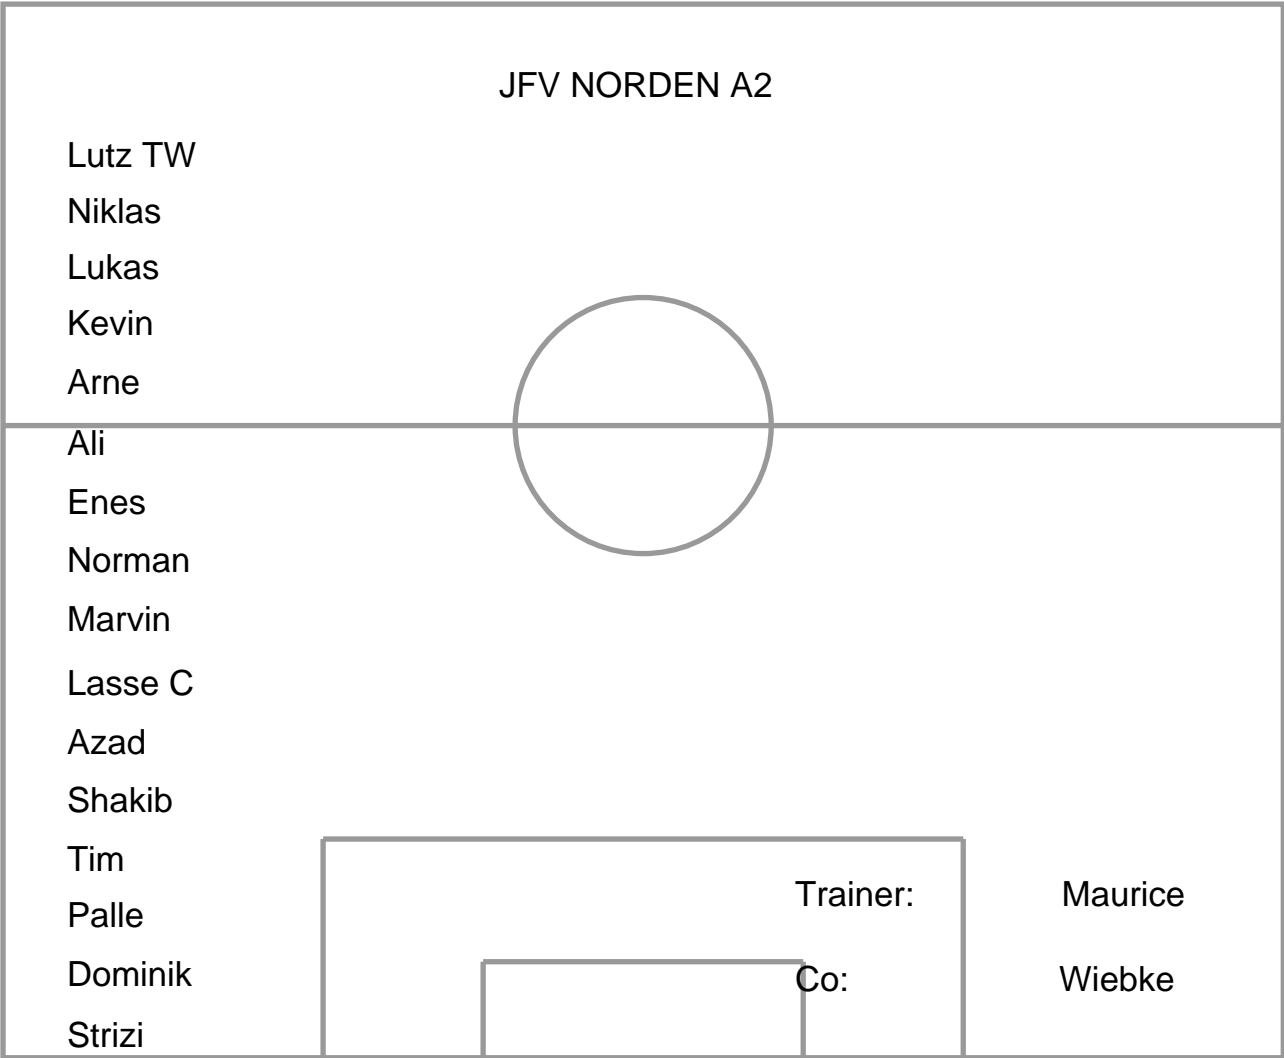 JFV NORDEN A2
Lutz TW
Niklas
Lukas
Kevin
Arne
Ali
Enes
Norman
Marvin
Lasse C
Azad
Shakib
Tim
Palle
Dominik
Strizi
Trainer: Maurice
Co: Wiebke